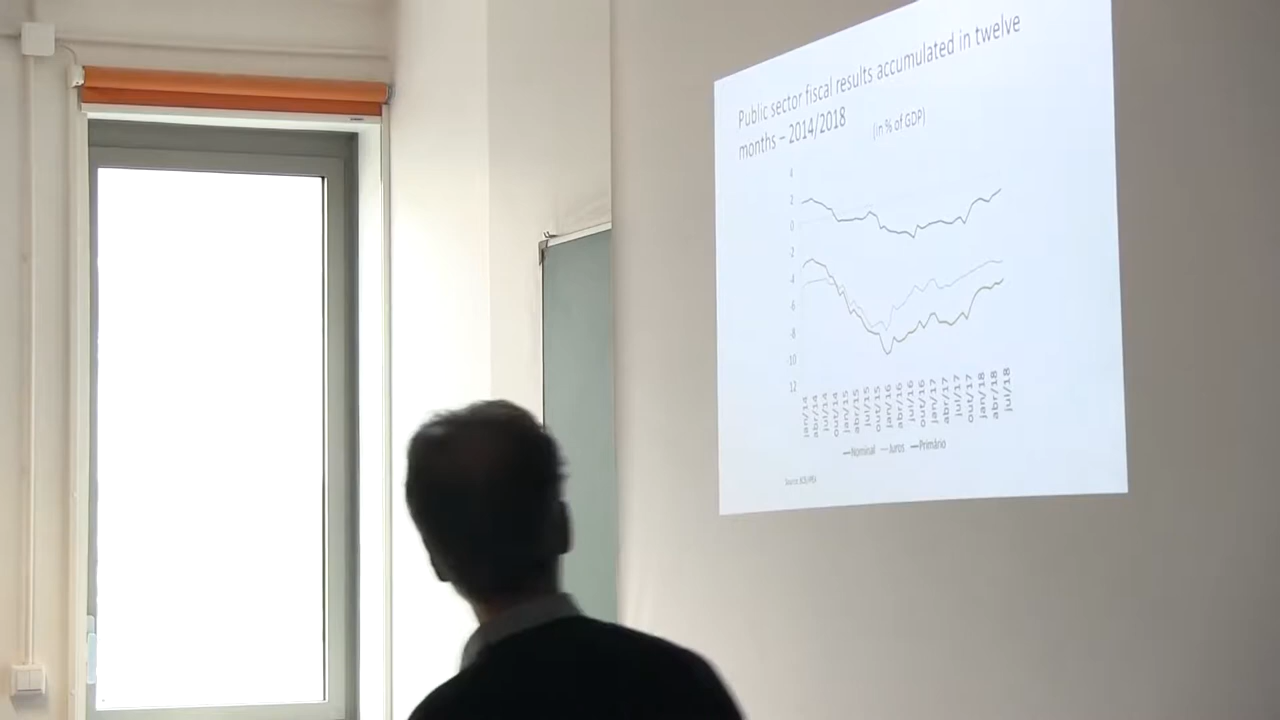 Public sector fiscal results accumulated in twelve
months – 2014/2018
(in % of GDP)
4
2
0
-2
-4
-6
-8
-10
12
jan/14
abr/14
jul/14
out/14
jan/15
abr/15
jul/15
out/15
jan/16
abr/16
jul/16
out/16
jan/17
abr/17
jul/17
out/17
jan/18
abr/18
jul/18
Nominal Juros Primário
Source: